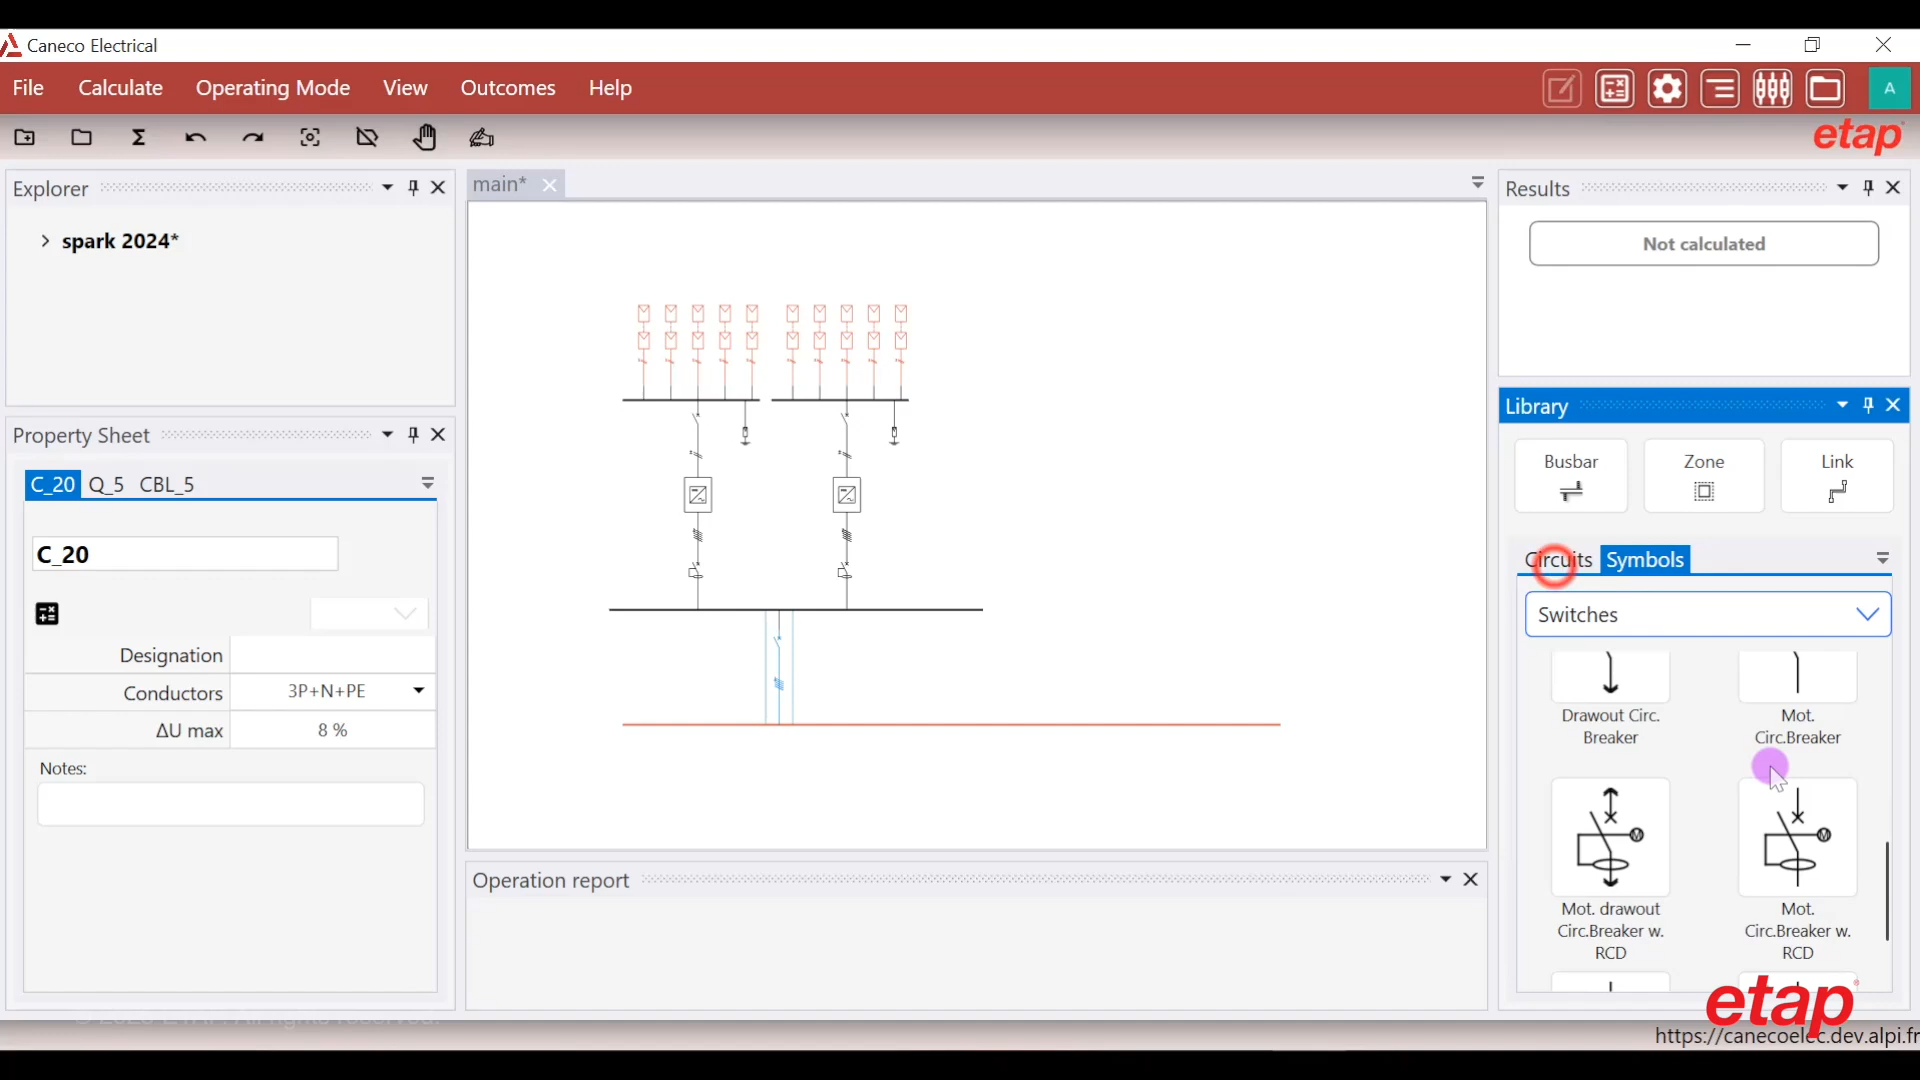 Caneco Electrical
File Calculate Operating Mode View Outcomes Help
A
etap
Explorer
spark 2024*
Property Sheet
C_20 Q_5 CBL_5
C_20
Designation
Conductors 3P+N+PE
ΔU max 8 %
Notes:
main*
Operation report
Results
Not calculated
Library
Busbar Zone Link
Circuits Symbols
Switches
Drawout Circ.
Breaker
Mot.
Circ.Breaker
M
M
Mot. drawout
Circ.Breaker w.
RCD
Mot.
Circ.Breaker w.
RCD
etap
https://canecoelec.dev.alpi.fr